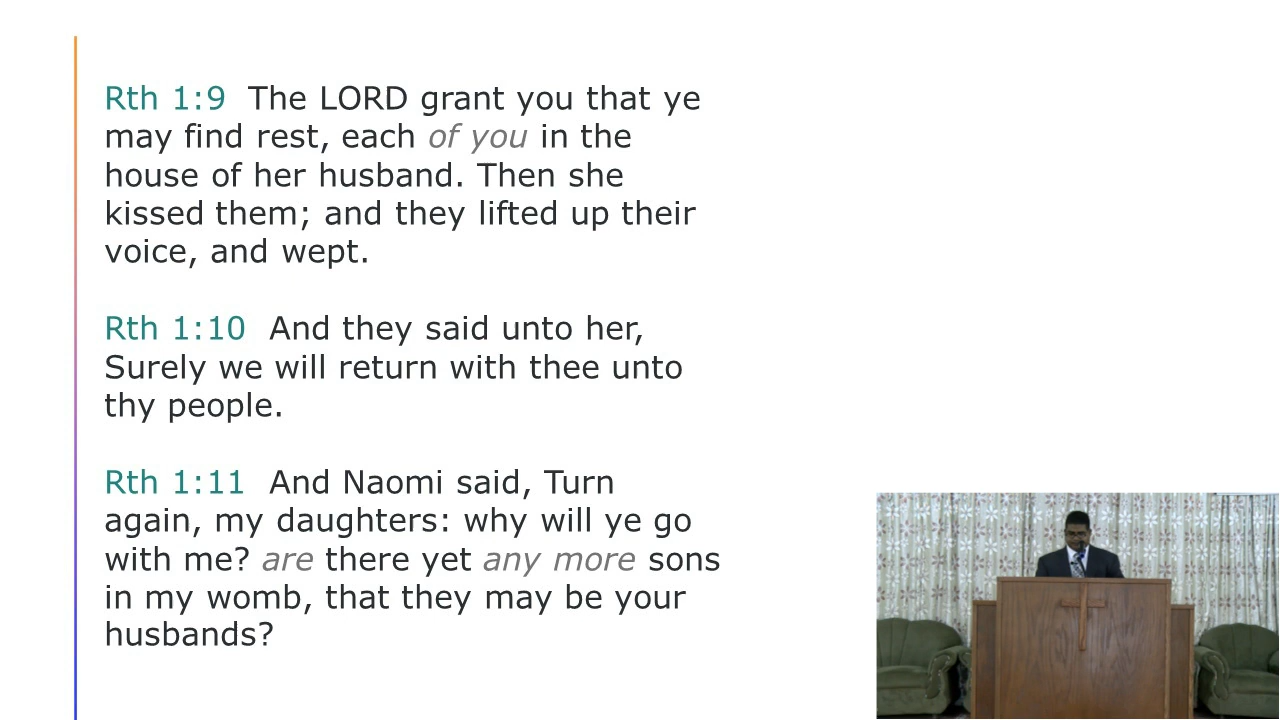 Rth 1:9  The LORD grant you that ye
may find rest, each of you in the
house of her husband. Then she
kissed them; and they lifted up their
voice, and wept.
Rth 1:10  And they said unto her,
Surely we will return with thee unto
thy people.
Rth 1:11  And Naomi said, Turn
again, my daughters: why will ye go
with me? are there yet any more sons
in my womb, that they may be your
husbands?